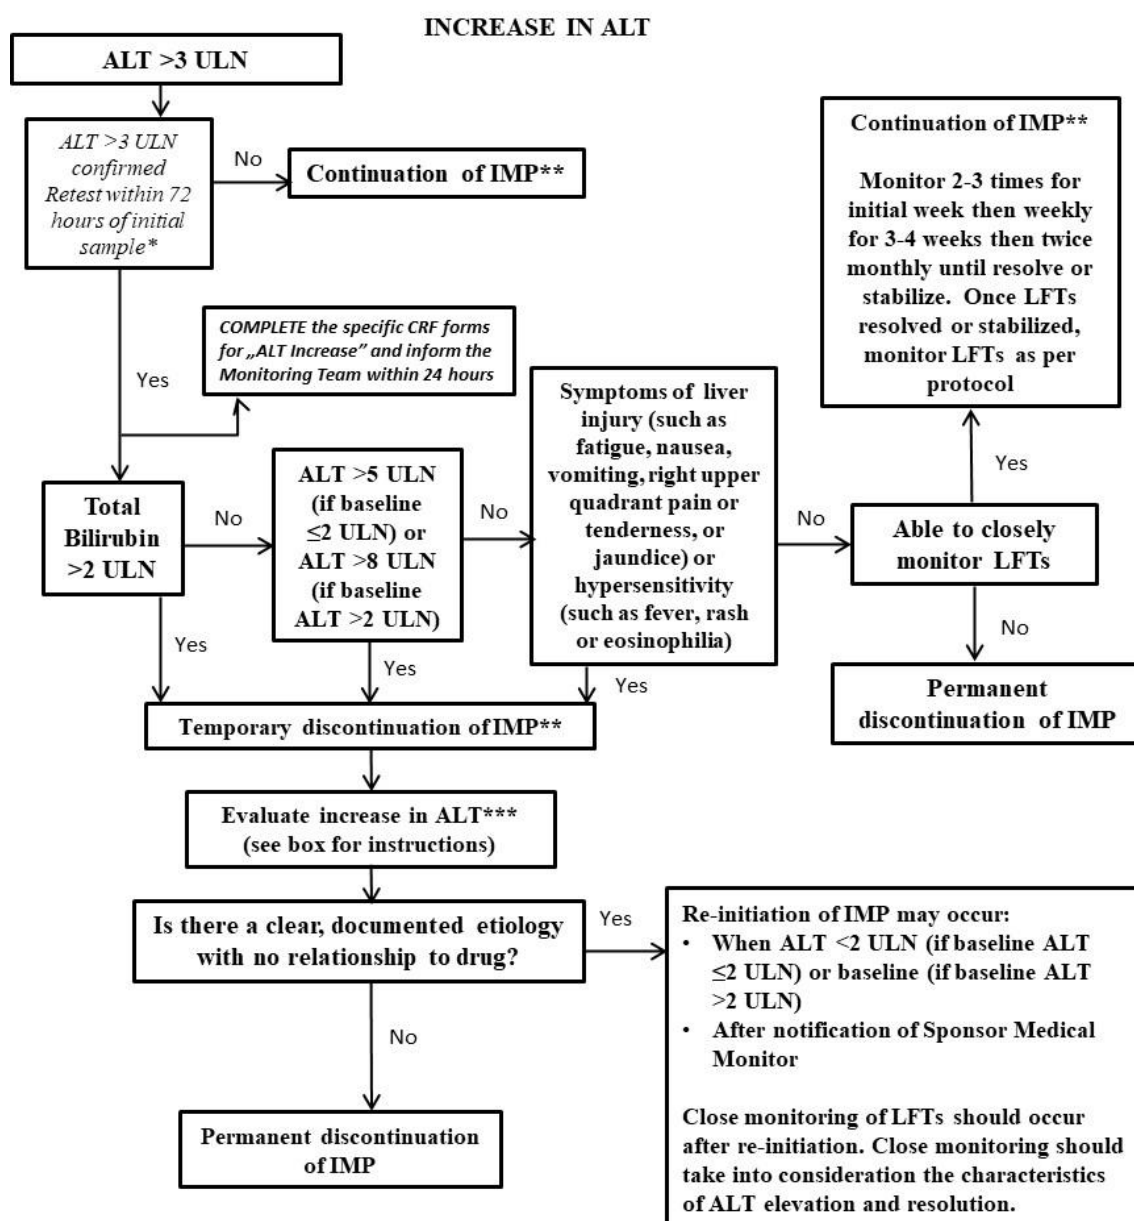 INCREASE IN ALT
ALT >3 ULN
ALT >3 ULN
confirmed
Retest within 72
hours of initial
sample*
No
Continuation of IMP**
Continuation of IMP**
Monitor 2-3 times for
initial week then weekly
for 3-4 weeks then twice
monthly until resolve or
stabilize. Once LFTs
resolved or stabilized,
monitor LFTs as per
protocol
Yes
COMPLETE the specific CRF forms
for „ALT Increase” and inform the
Monitoring Team within 24 hours
Total
Bilirubin
>2 ULN
No
ALT >5 ULN
(if baseline
≤2 ULN) or
ALT >8 ULN
(if baseline
ALT >2 ULN)
No
Symptoms of liver
injury (such as
fatigue, nausea,
vomiting, right upper
quadrant pain or
tenderness, or
jaundice) or
hypersensitivity
(such as fever, rash
or eosinophilia)
No
Able to closely
monitor LFTs
Yes
No
Permanent
discontinuation of IMP
Yes
Yes
Yes
Temporary discontinuation of IMP**
Evaluate increase in ALT***
(see box for instructions)
Is there a clear, documented etiology
with no relationship to drug?
Yes
Re-initiation of IMP may occur:
• When ALT <2 ULN (if baseline ALT
≤2 ULN) or baseline (if baseline ALT
>2 ULN)
• After notification of Sponsor Medical
Monitor
Close monitoring of LFTs should occur
after re-initiation. Close monitoring should
take into consideration the characteristics
of ALT elevation and resolution.
No
Permanent discontinuation
of IMP